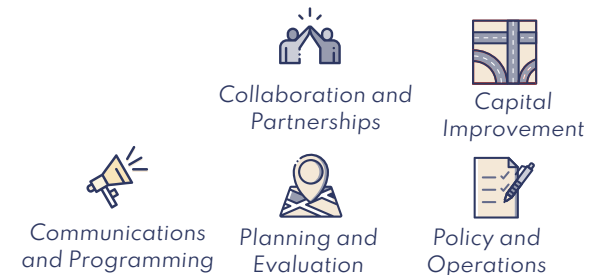 Collaboration and
Partnerships
Capital
Improvement
Communications
and Programming
Planning and
Evaluation
Policy and
Operations